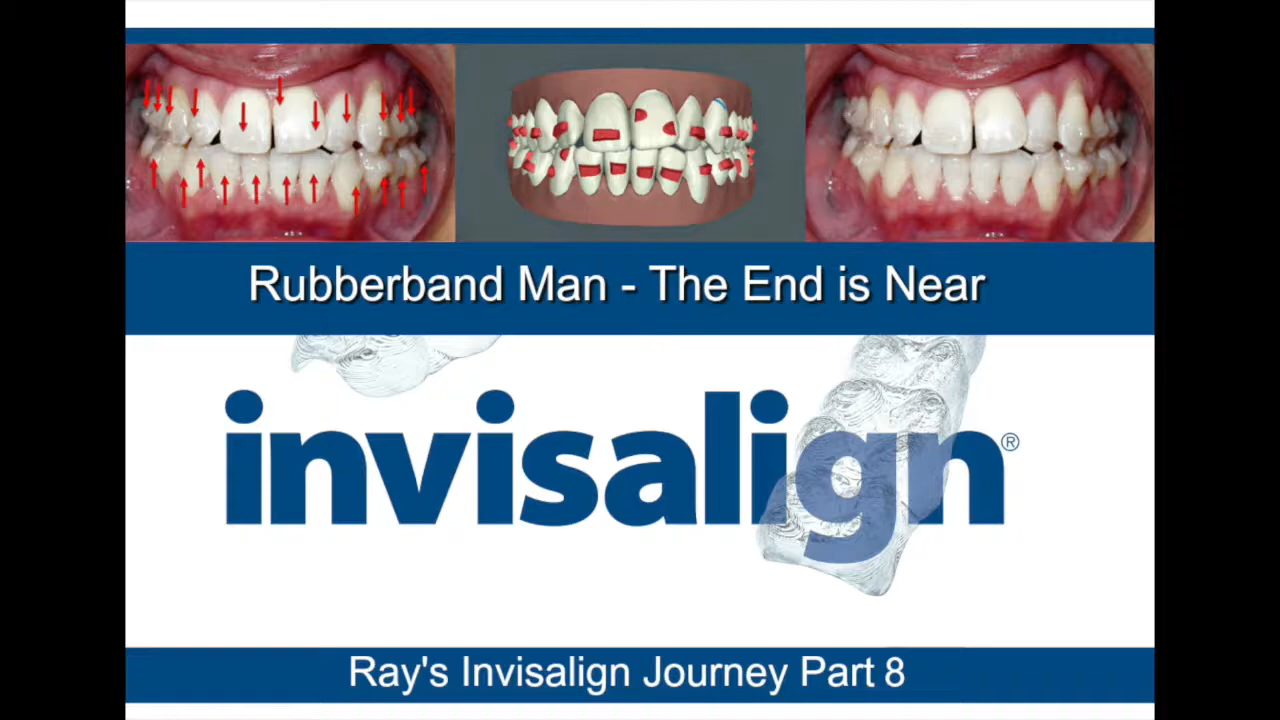 Rubberband Man - The End is Near
invisalign®
Ray's Invisalign Journey Part 8